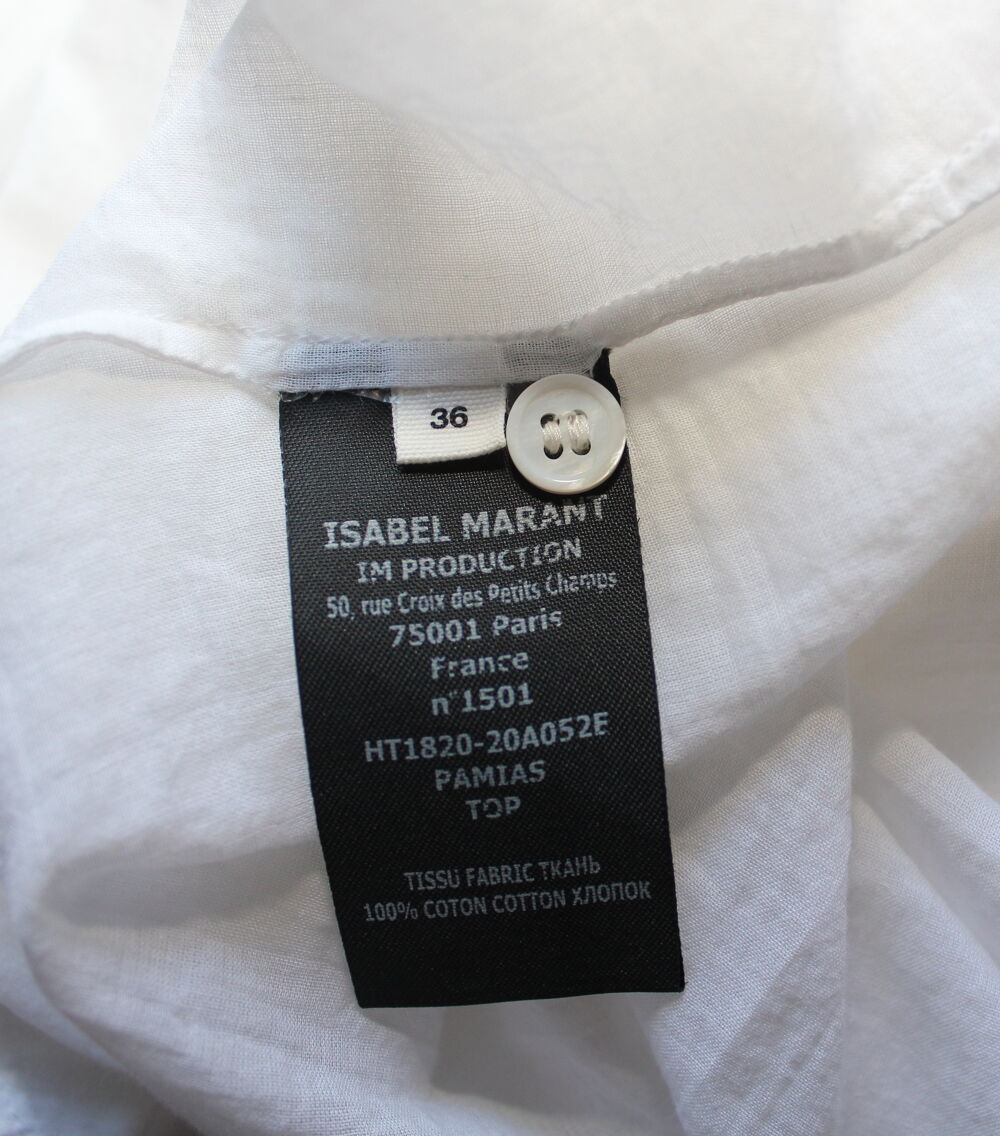 36
ISABEL MARANT
IM PRODUCTION
50, rue Croix des Petits Champs
75001 Paris
France
n°1501
HT1820-20A052E
PAMIAS
TOP
TISSU FABRIC ТКАНЬ
100% COTON COTTON ХЛОПОК